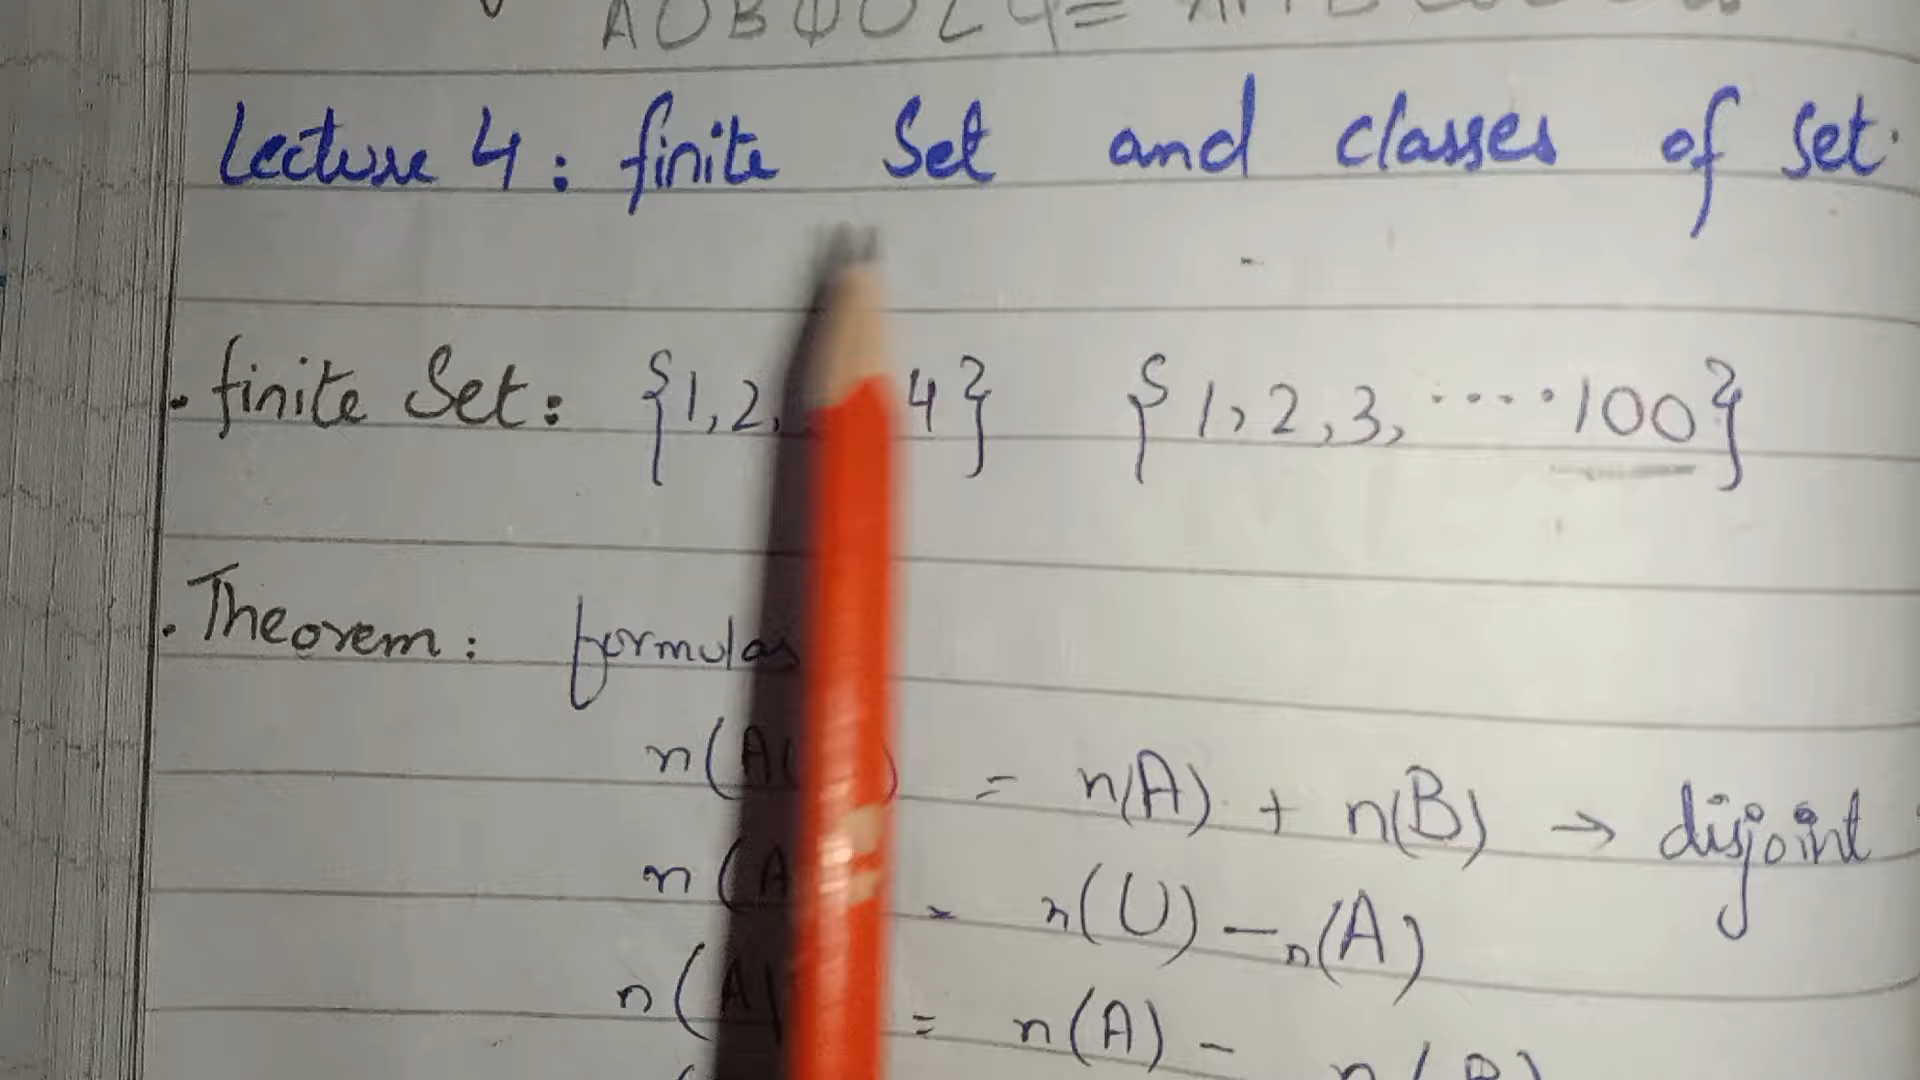 Lecture 4: finite Set and classes of set.
. finite Set: {1,2, 4} {1,2,3,.....100}
. Theorem: formulas
n(A ) = n(A) + n(B) → disjoint
n(A = n(U) - n(A)
n(A = n(A) -